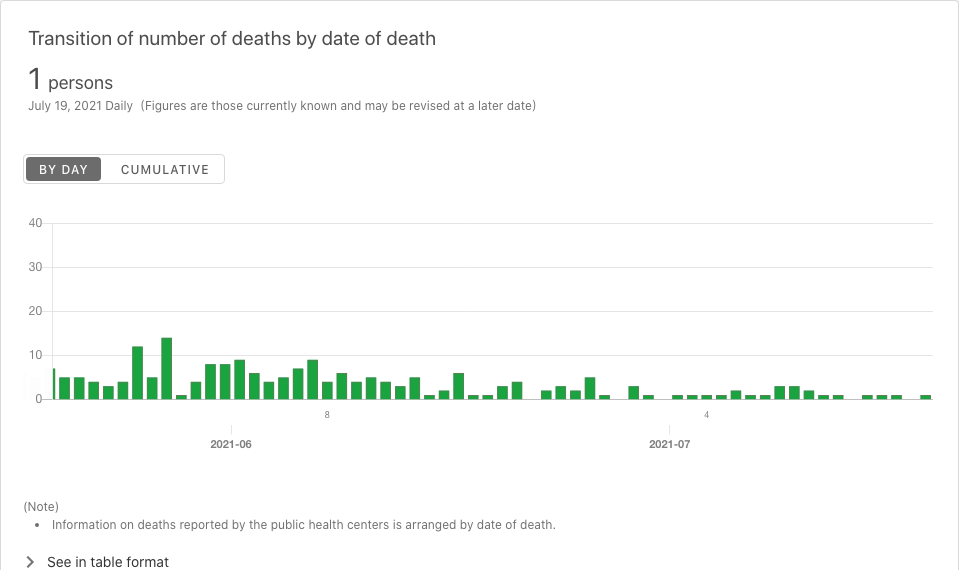 Transition of number of deaths by date of death
1 persons
July 19, 2021 Daily (Figures are those currently known and may be revised at a later date)
BY DAY CUMULATIVE
40
30
20
10
0
8 4
2021-06 2021-07
(Note)
• Information on deaths reported by the public health centers is arranged by date of death.
See in table format